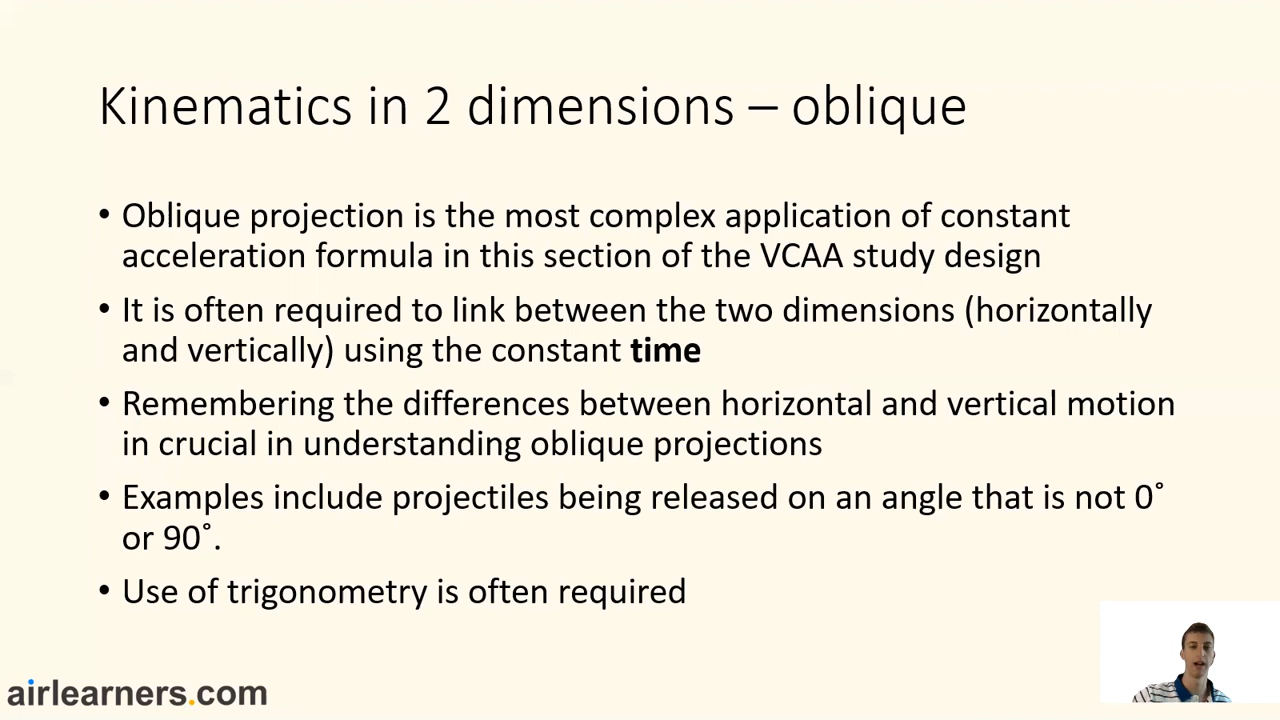 Kinematics in 2 dimensions – oblique
• Oblique projection is the most complex application of constant
acceleration formula in this section of the VCAA study design
• It is often required to link between the two dimensions (horizontally
and vertically) using the constant time
• Remembering the differences between horizontal and vertical motion
in crucial in understanding oblique projections
• Examples include projectiles being released on an angle that is not 0˚
or 90˚.
• Use of trigonometry is often required
airlearners.com